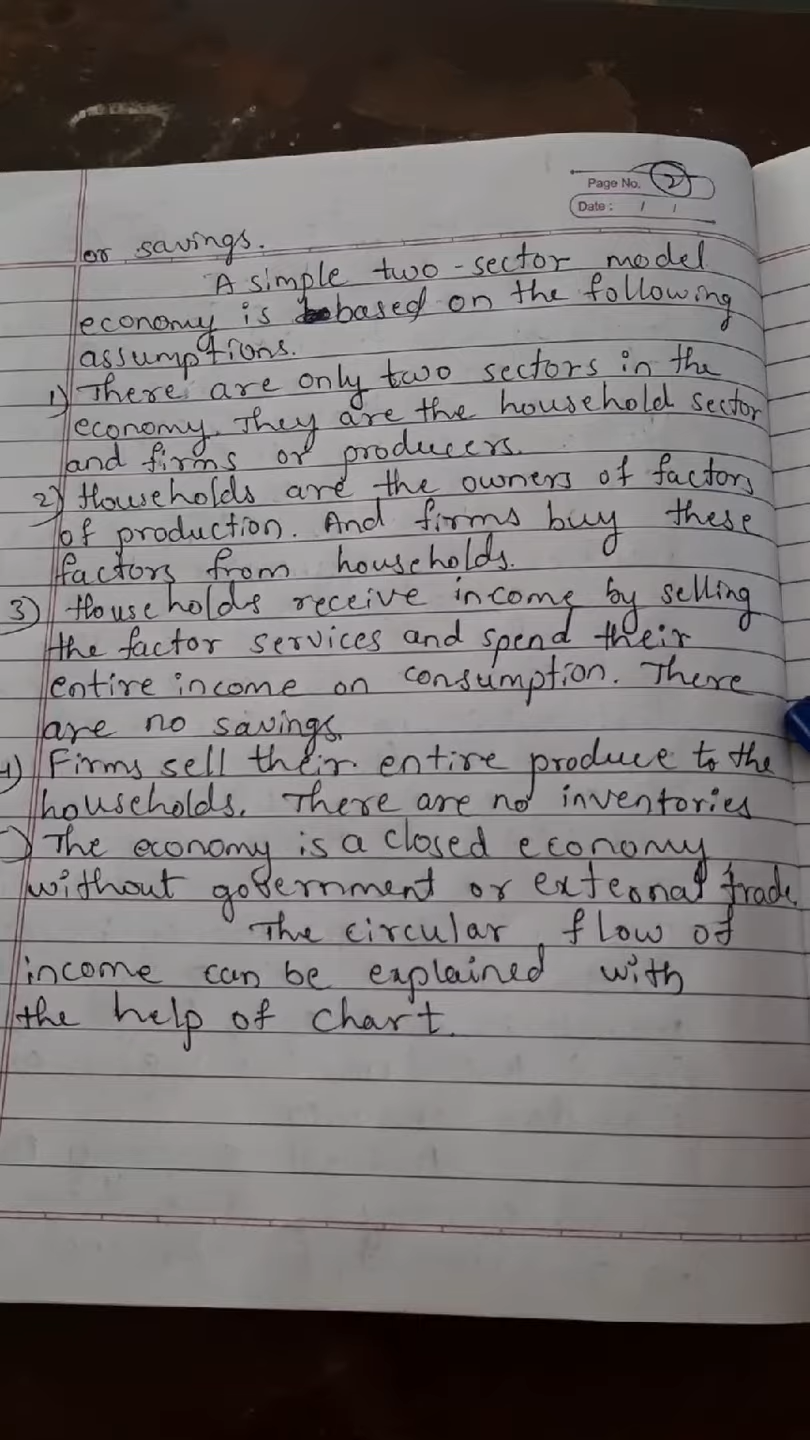 Page No. 2
Date : / /
or savings.
A simple two-sector model
economy is based on the following
assumptions.
1) There are only two sectors in the
economy. They are the household sector
and firms or producers.
2) Households are the owners of factors
of production. And firms buy these
factors from households.
3) Households receive income by selling
the factor services and spend their
entire income on consumption. There
are no savings.
4) Firms sell their entire produce to the
households. There are no inventories
) The economy is a closed economy
without government or external trade.
The circular flow of
income can be explained with
the help of chart.